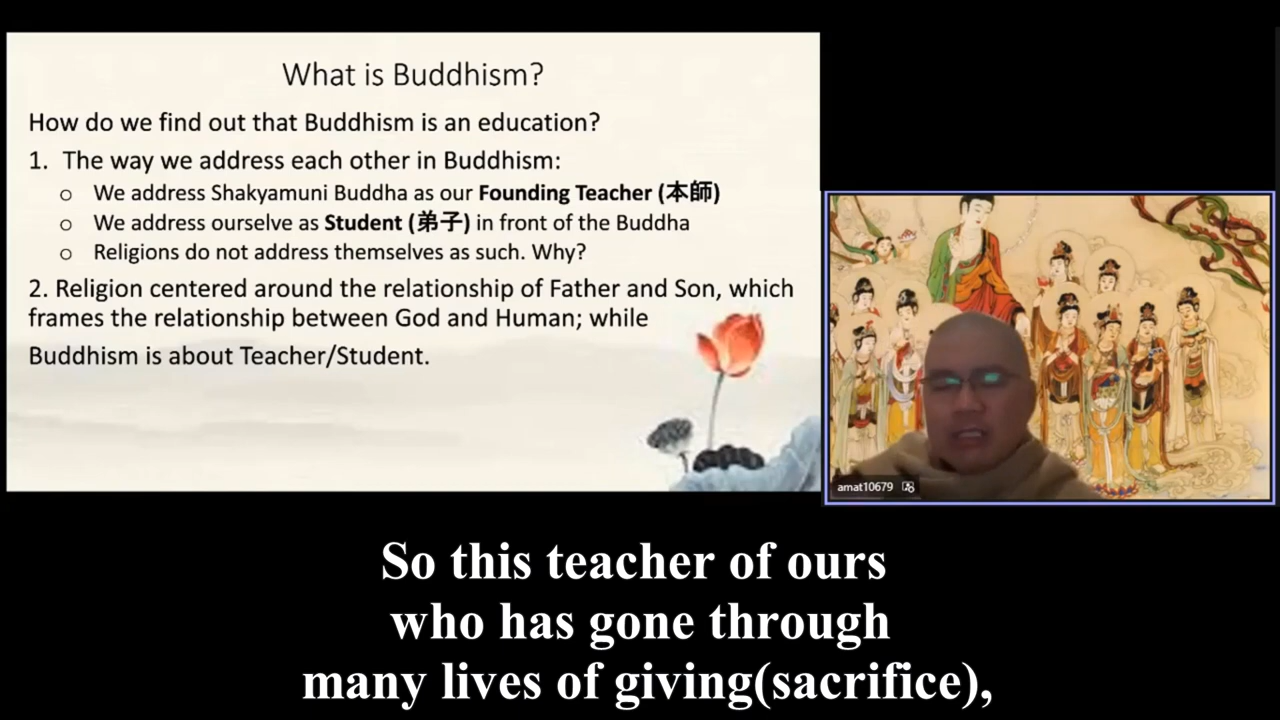 What is Buddhism?
How do we find out that Buddhism is an education?
1. The way we address each other in Buddhism:
o We address Shakyamuni Buddha as our Founding Teacher (本師)
o We address ourselve as Student (弟子) in front of the Buddha
o Religions do not address themselves as such. Why?
2. Religion centered around the relationship of Father and Son, which
frames the relationship between God and Human; while
Buddhism is about Teacher/Student.
amat10679
So this teacher of ours
who has gone through
many lives of giving(sacrifice),